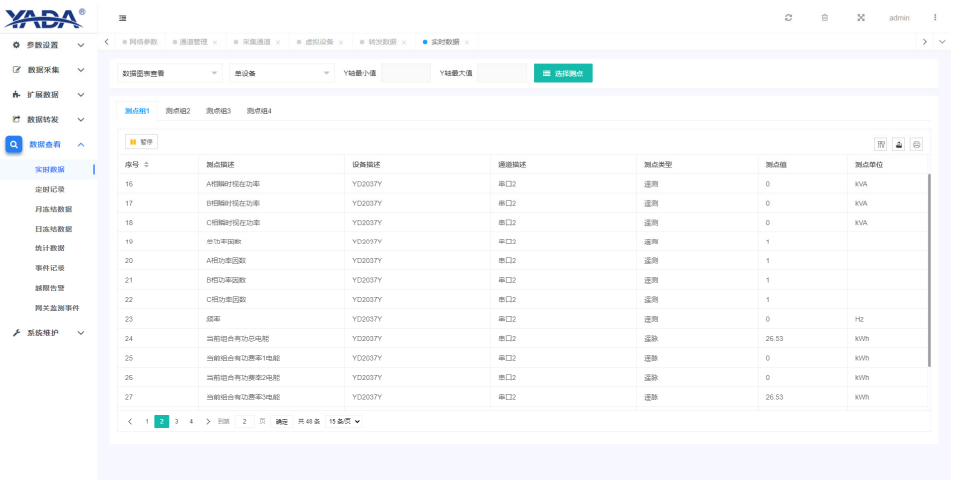 YADA®
admin
参数设置
网络参数 通道管理 采集通道 虚拟设备 转发数据 实时数据
数据采集
数据图表查看 单设备 Y轴最小值 Y轴最大值 选择测点
扩展数据
测点组1 测点组2 测点组3 测点组4
数据转发
数据查看
暂停
实时数据
定时记录
月冻结数据
日冻结数据
统计数据
事件记录
越限告警
网关监测事件
系统维护
序号 测点描述 设备描述 通道描述 测点类型 测点值 测点单位
16 A相瞬时视在功率 YD2037Y 串口2 遥测 0 kVA
17 B相瞬时视在功率 YD2037Y 串口2 遥测 0 kVA
18 C相瞬时视在功率 YD2037Y 串口2 遥测 0 kVA
19 总功率因数 YD2037Y 串口2 遥测 1
20 A相功率因数 YD2037Y 串口2 遥测 1
21 B相功率因数 YD2037Y 串口2 遥测 1
22 C相功率因数 YD2037Y 串口2 遥测 1
23 频率 YD2037Y 串口2 遥测 0 Hz
24 当前组合有功总电能 YD2037Y 串口2 遥脉 26.53 kWh
25 当前组合有功费率1电能 YD2037Y 串口2 遥脉 0 kWh
26 当前组合有功费率2电能 YD2037Y 串口2 遥脉 0 kWh
27 当前组合有功费率3电能 YD2037Y 串口2 遥脉 26.53 kWh
1 2 3 4 到第 2 页 确定 共 48 条 15 条/页